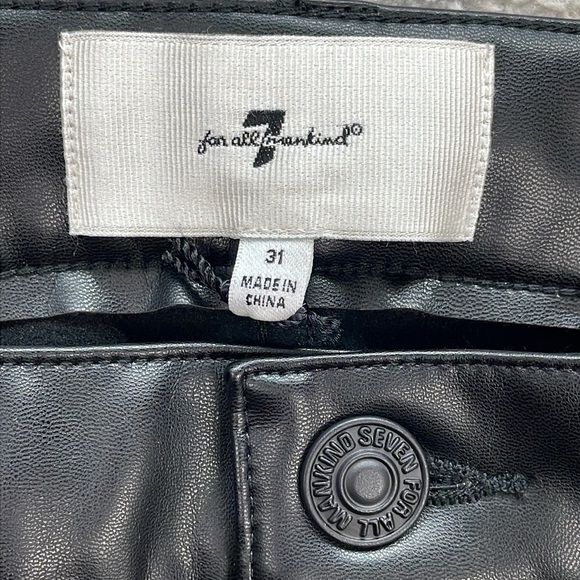 7
for all mankind®
31
MADE IN
CHINA
MANKIND SEVEN FOR ALL